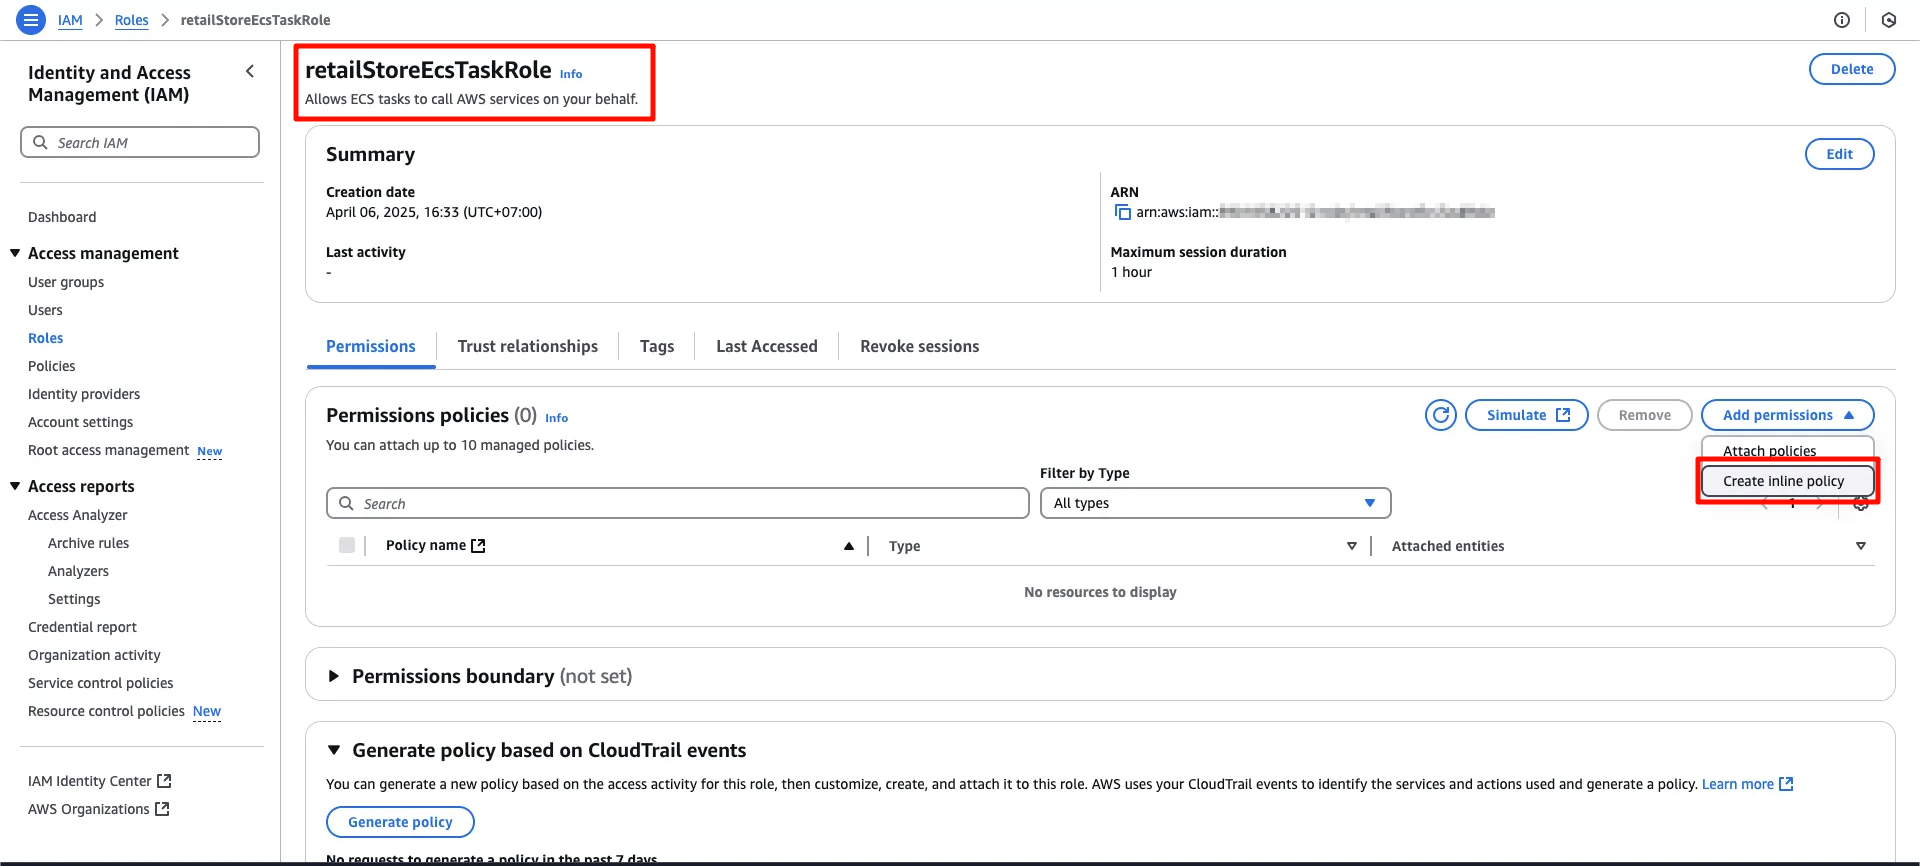 IAM > Roles > retailStoreEcsTaskRole
Identity and Access Management (IAM)
Search IAM
Dashboard
Access management
User groups
Users
Roles
Policies
Identity providers
Account settings
Root access management New
Access reports
Access Analyzer
Archive rules
Analyzers
Settings
Credential report
Organization activity
Service control policies
Resource control policies New
IAM Identity Center
AWS Organizations
retailStoreEcsTaskRole Info
Allows ECS tasks to call AWS services on your behalf.
Delete
Summary
Edit
Creation date
April 06, 2025, 16:33 (UTC+07:00)
Last activity
-
ARN
arn:aws:iam::
Maximum session duration
1 hour
Permissions
Trust relationships
Tags
Last Accessed
Revoke sessions
Permissions policies (0) Info
You can attach up to 10 managed policies.
Simulate
Remove
Add permissions
Attach policies
Create inline policy
Search
Filter by Type
All types
1
Policy name
Type
Attached entities
No resources to display
Permissions boundary (not set)
Generate policy based on CloudTrail events
You can generate a new policy based on the access activity for this role, then customize, create, and attach it to this role. AWS uses your CloudTrail events to identify the services and actions used and generate a policy. Learn more
Generate policy
No requests to generate a policy in the past 7 days.